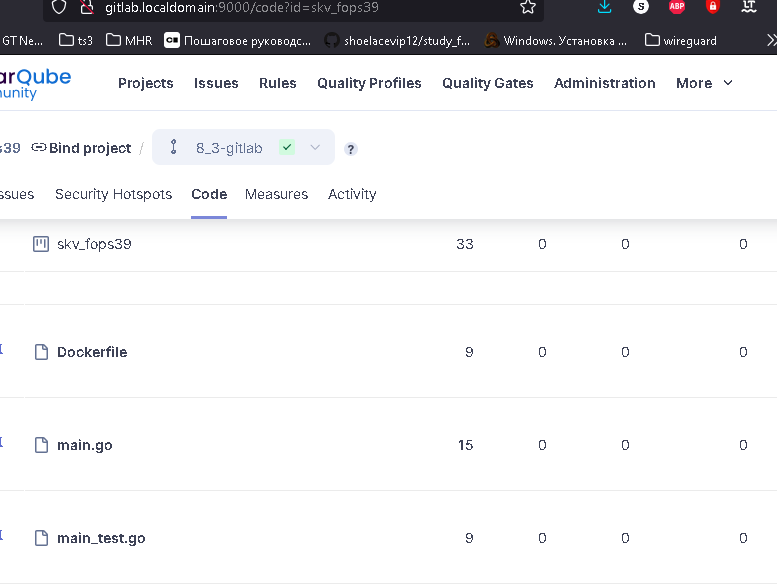 gitlab.localdomain:9000/code?id=skv_fops39
S ABP
GT Ne... ts3 MHR Пошаговое руководс... shoelacevip12/study_f... Windows. Установка ... wireguard
arQube
nunity
Projects Issues Rules Quality Profiles Quality Gates Administration More
s39 Bind project / 8_3-gitlab ?
ssues Security Hotspots Code Measures Activity
skv_fops39 33 0 0 0
Dockerfile 9 0 0 0
main.go 15 0 0 0
main_test.go 9 0 0 0